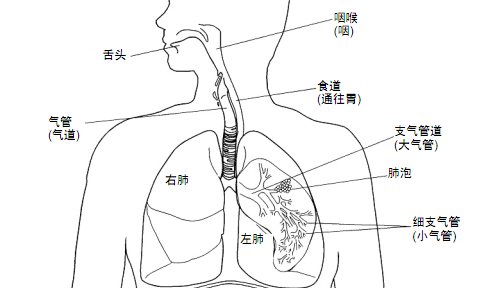 咽喉
(咽)
舌头
食道
(通往胃)
气管
(气道)
支气管道
(大气管)
肺泡
右肺
细支气管
(小气管)
左肺